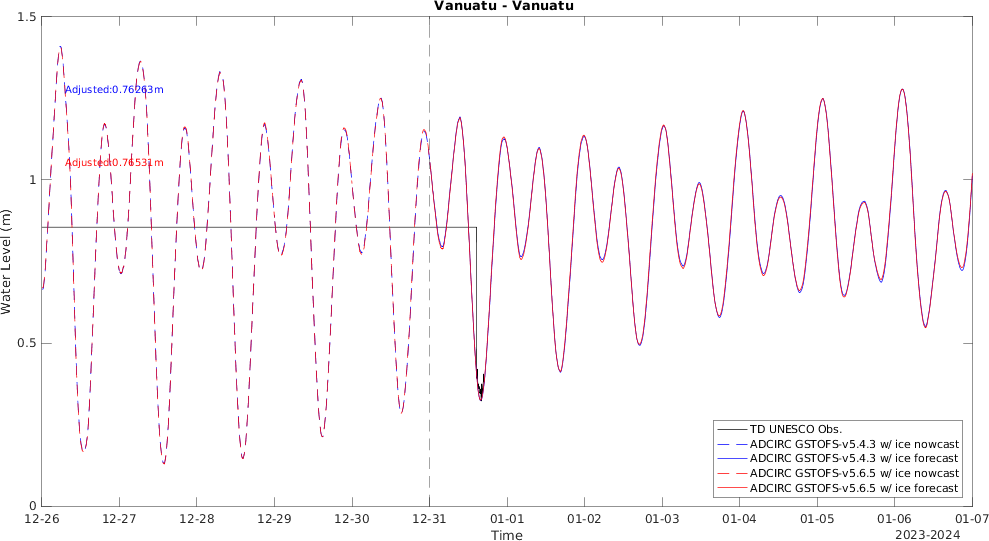 Vanuatu - Vanuatu
1.5
Adjusted:0.76263m
Adjusted:0.76531m
1
Water Level (m)
0.5
TD UNESCO Obs.
ADCIRC GSTOFS-v5.4.3 w/ ice nowcast
ADCIRC GSTOFS-v5.4.3 w/ ice forecast
ADCIRC GSTOFS-v5.6.5 w/ ice nowcast
ADCIRC GSTOFS-v5.6.5 w/ ice forecast
0
12-26 12-27 12-28 12-29 12-30 12-31 01-01 01-02 01-03 01-04 01-05 01-06 01-07
Time
2023-2024